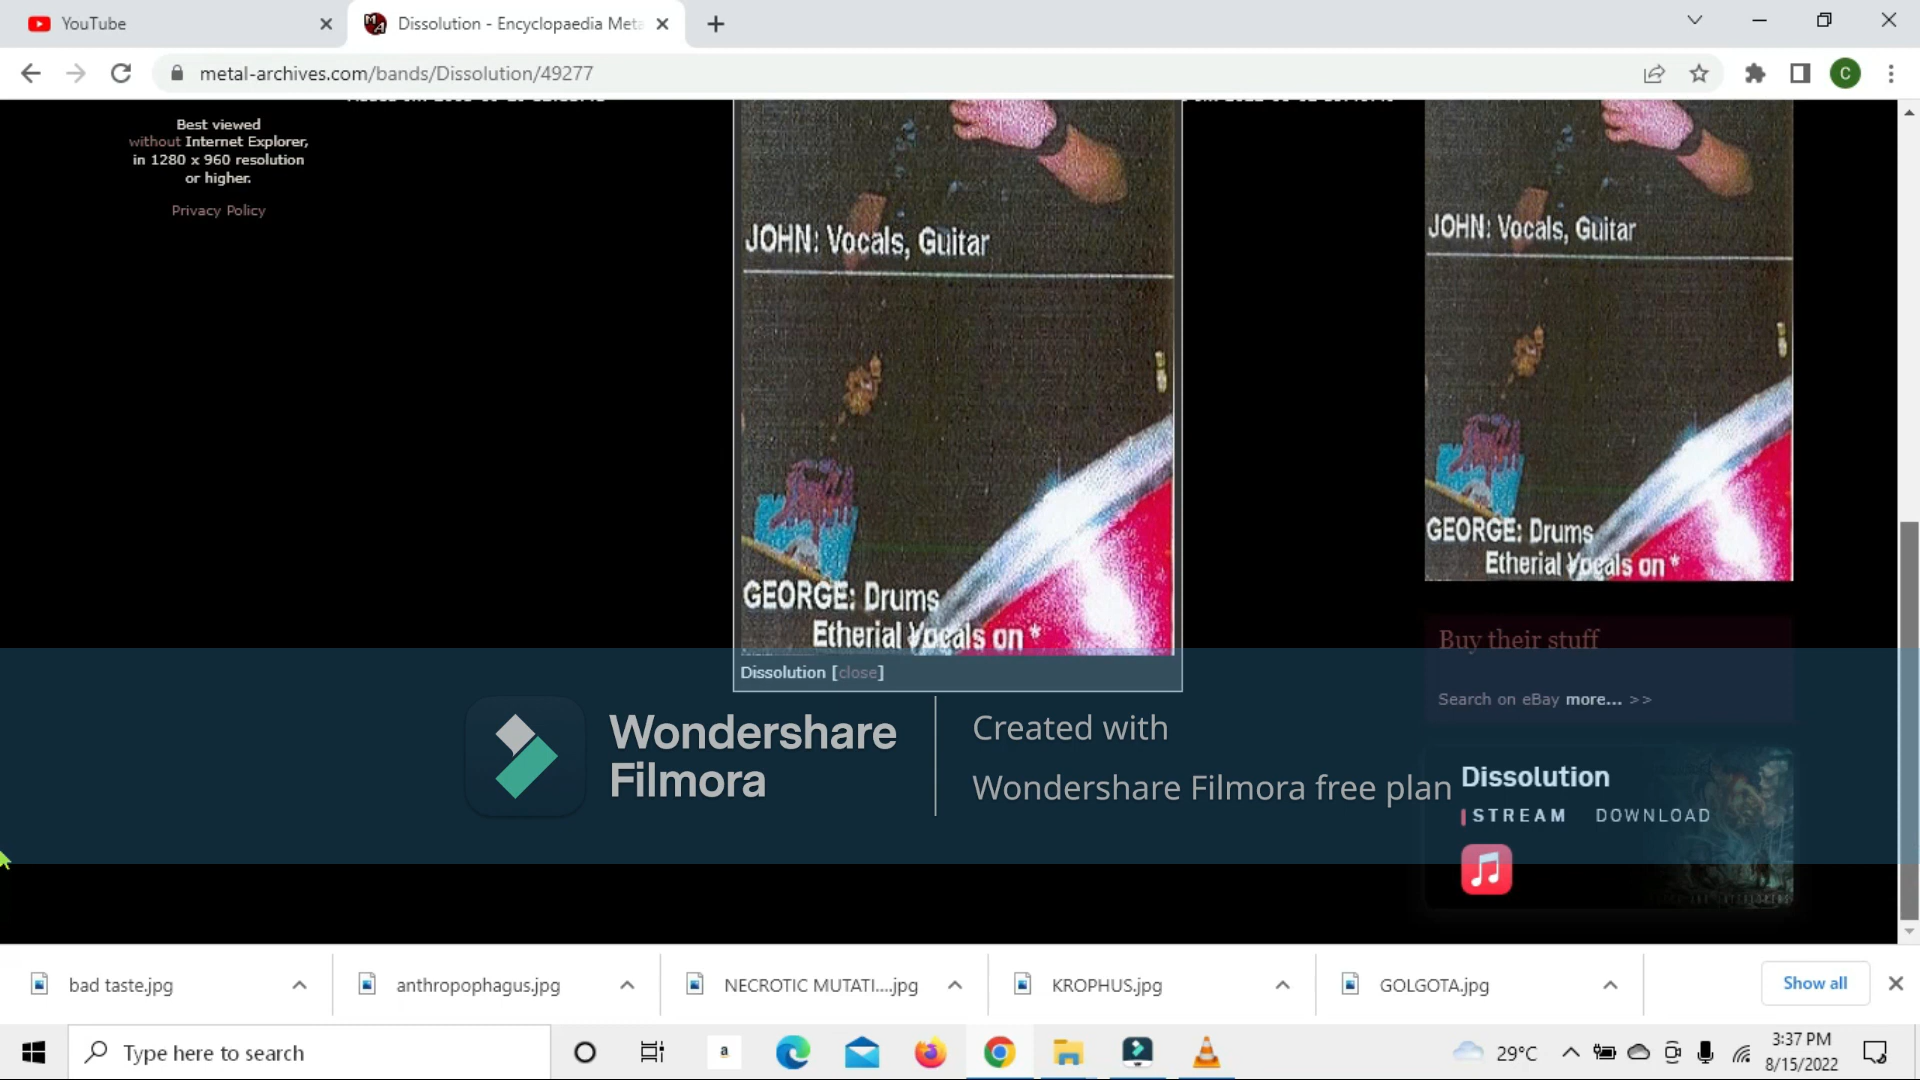 YouTube
Dissolution - Encyclopaedia Meta
metal-archives.com/bands/Dissolution/49277
C
Best viewed
without Internet Explorer,
in 1280 x 960 resolution
or higher.
Privacy Policy
JOHN: Vocals, Guitar
GEORGE: Drums
Etherial Vocals on *
Dissolution [close]
JOHN: Vocals, Guitar
GEORGE: Drums
Etherial Vocals on *
Buy their stuff
Search on eBay more... >>
Wondershare
Filmora
Created with
Wondershare Filmora free plan
Dissolution
STREAM DOWNLOAD
bad taste.jpg
anthropophagus.jpg
NECROTIC MUTATI....jpg
KROPHUS.jpg
GOLGOTA.jpg
Show all
Type here to search
a
29°C
3:37 PM
8/15/2022